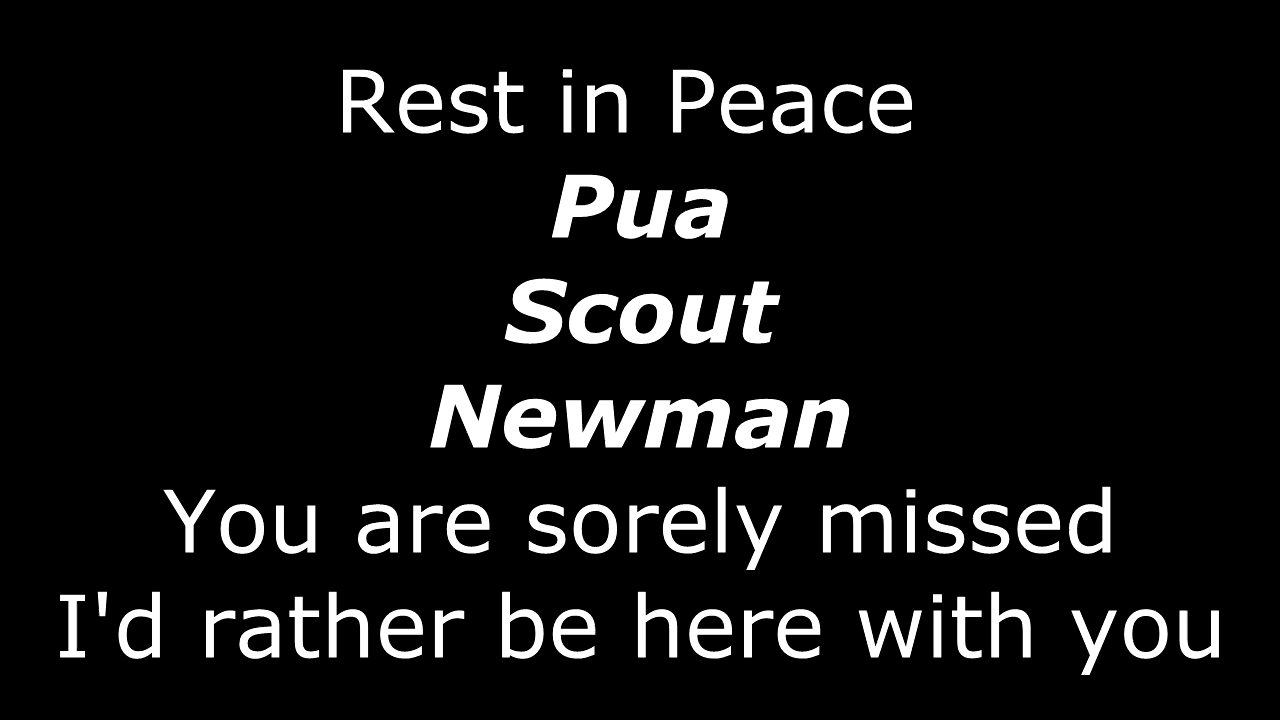 Rest in Peace
Pua
Scout
Newman
You are sorely missed
I'd rather be here with you